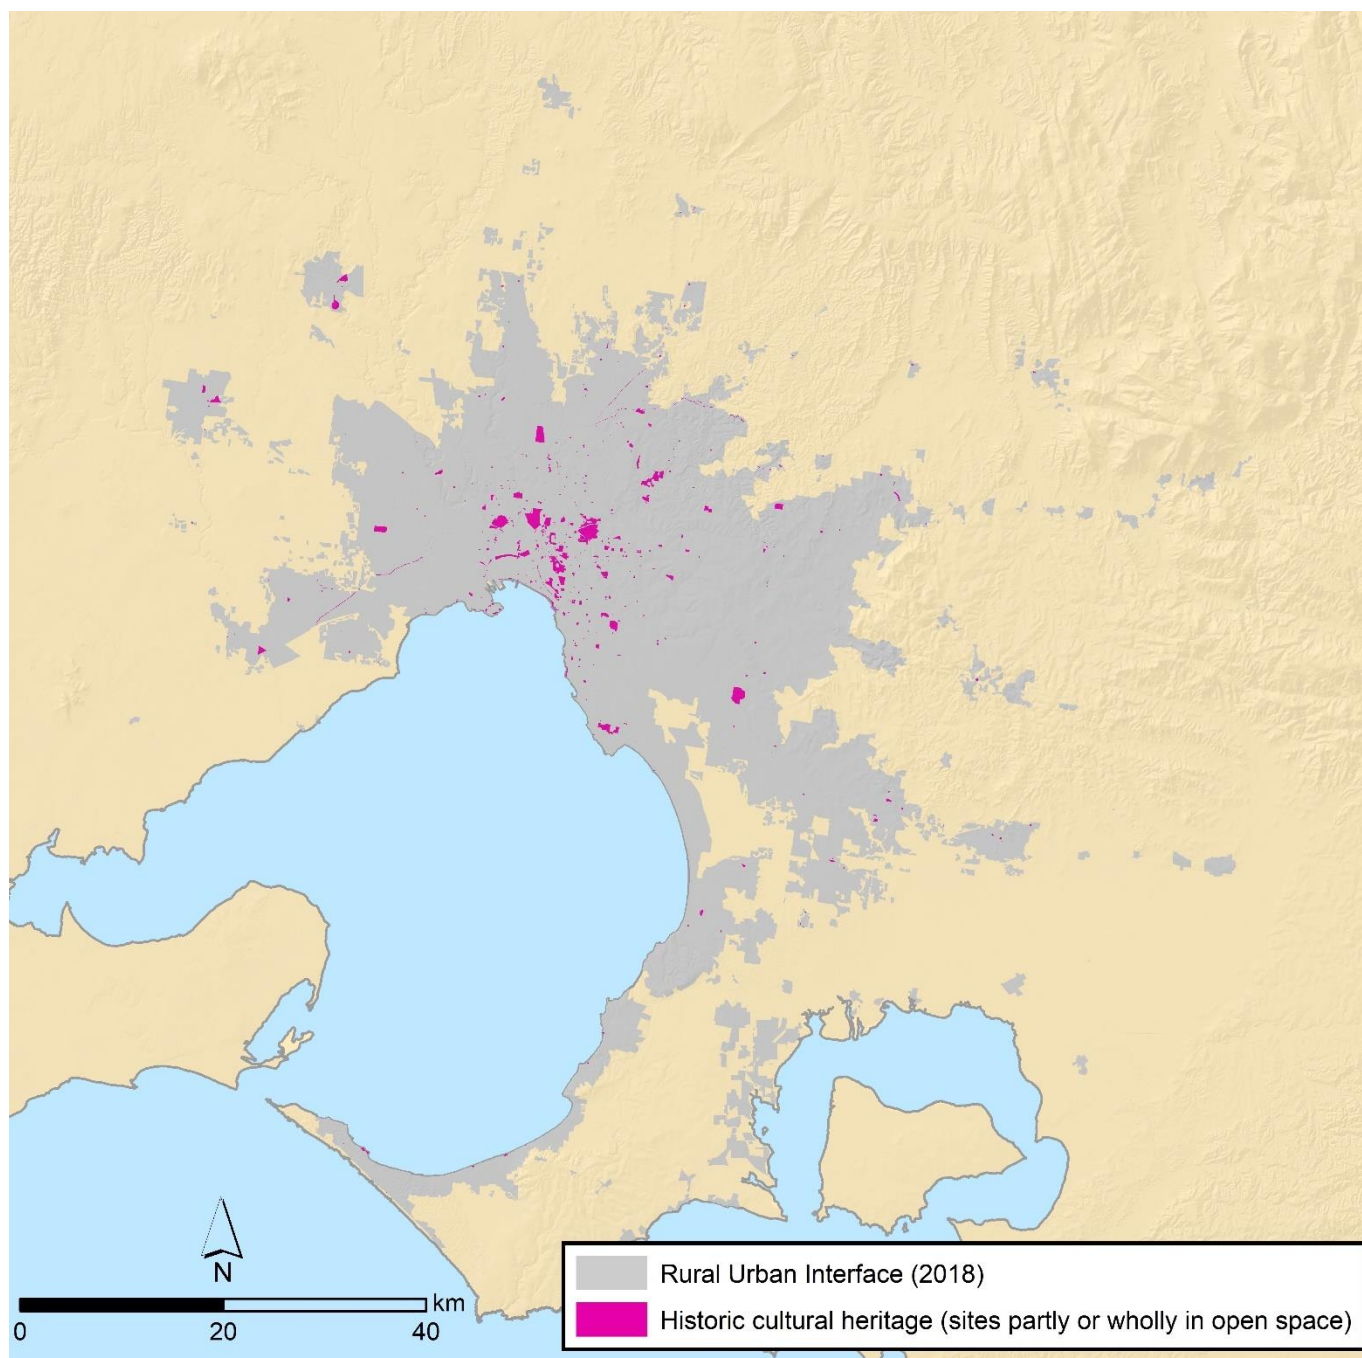 N
km
0 20 40
Rural Urban Interface (2018)
Historic cultural heritage (sites partly or wholly in open space)